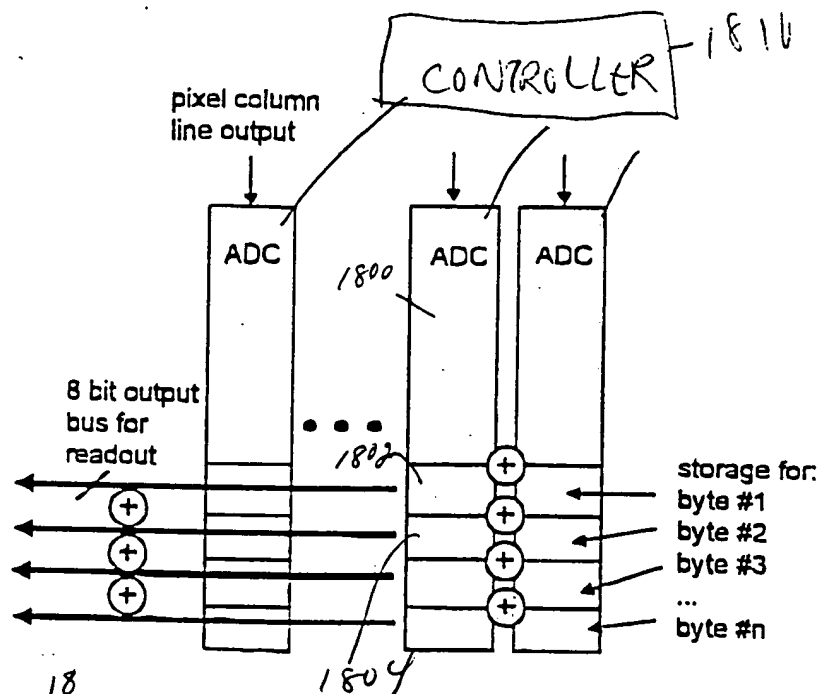 CONTROLLER
pixel column
line output
ADC
ADC
ADC
1800
8 bit output
bus for
readout
1802
storage for:
byte #1
byte #2
byte #3
...
byte #n
18
1804